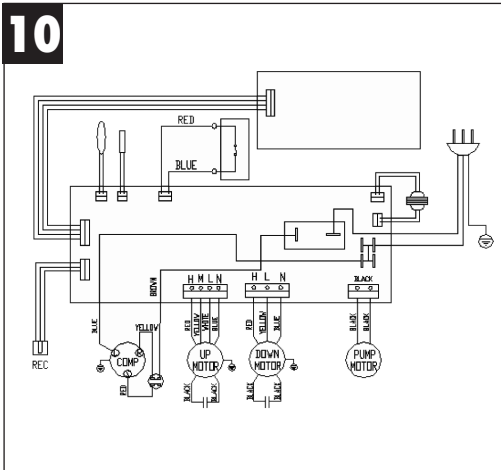 10
RED
BLUE
H M L N
H L N
BLACK
BROWN
BLUE
YELLOW
RED
YELLOW
WHITE
BLUE
RED
YELLOW
BLUE
BLACK
BLACK
REC
COMP
UP
MOTOR
DOWN
MOTOR
PUMP
MOTOR
RED
BLACK
BLACK
BLACK
BLACK